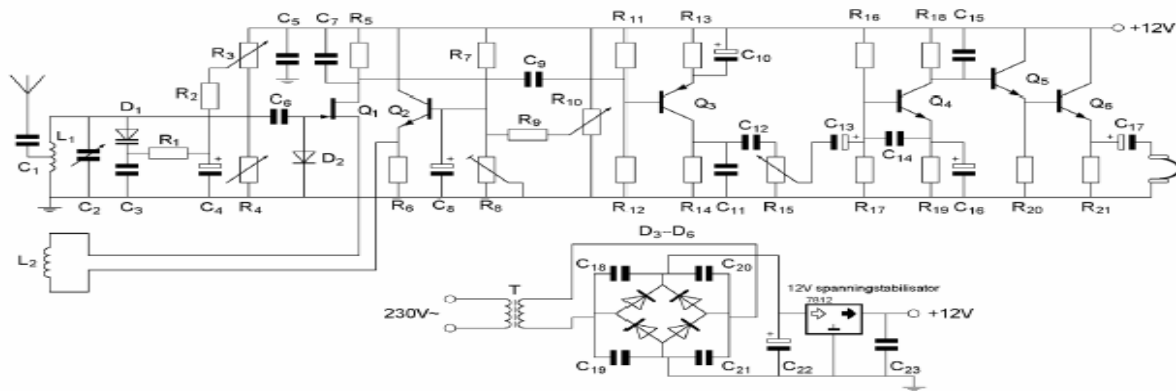 C5 C7 R5 R11 R13 R16 R18 C15
+12V
R3 R7 C9 C10 Q5
R2 C6 Q1 Q2 R10 Q3 Q4 Q6
D1 R9 C12 C13 C17
L1 R1 D2 C14
C1
C2 C3 C4 R4 R6 C8 R8 R12 R14 C11 R15 R17 R19 C16 R20 R21
D3--D6
L2 C18 C20
T 12V spanningstabilisator
7812
230V~ +12V
C19 C21 C22 C23